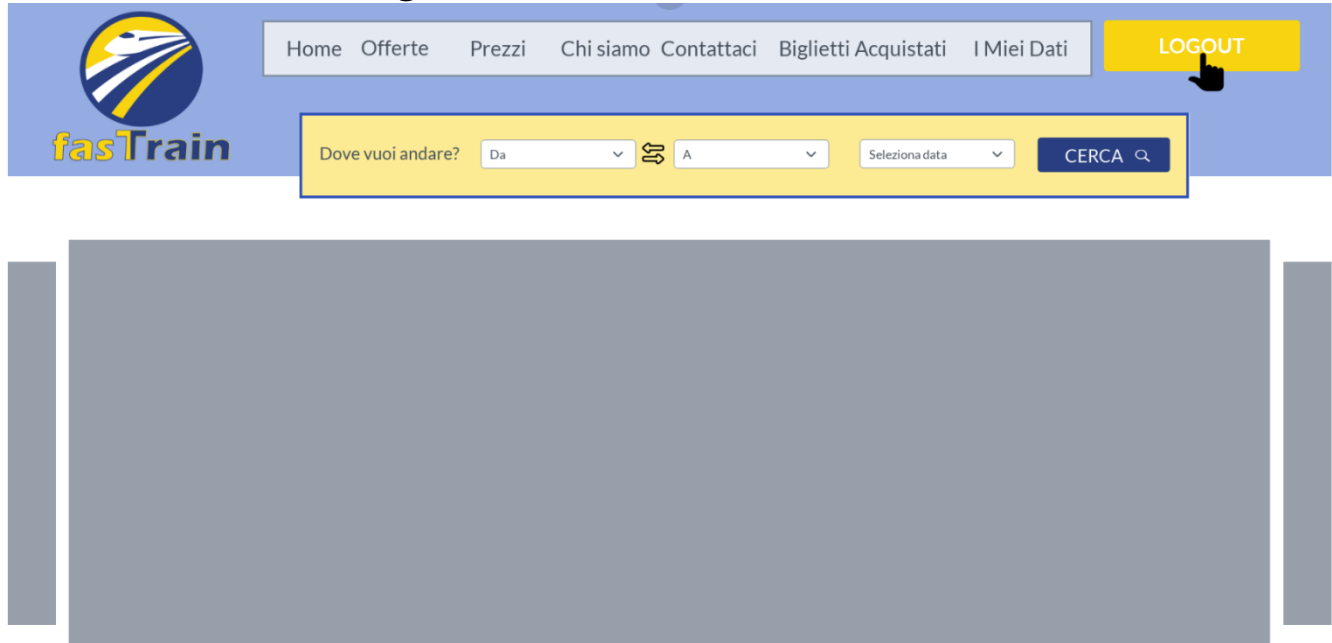 Home Offerte Prezzi Chi siamo Contattaci Biglietti Acquistati I Miei Dati LOGOUT
fasTrain
Dove vuoi andare? Da A Seleziona data CERCA